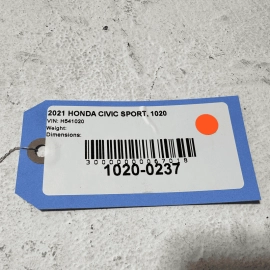 2021 HONDA CIVIC SPORT, 1020
VIN: H541020
Weight:
Dimensions:
1020-0237